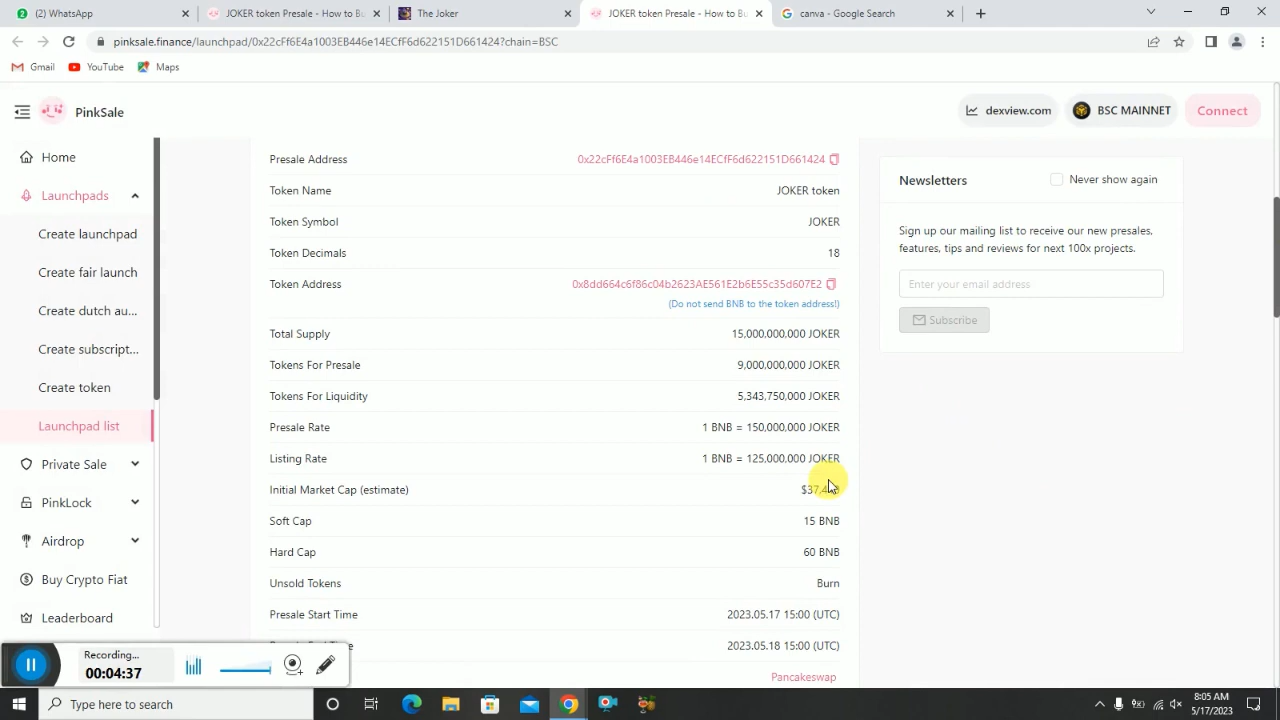 (2) WhatsApp
JOKER token Presale - How to Bu
The Joker
JOKER token Presale - How to Bu
canva - Google Search
pinksale.finance/launchpad/0x22cFf6E4a1003EB446e14ECfF6d622151D661424?chain=BSC
Gmail YouTube Maps
PinkSale
dexview.com BSC MAINNET Connect
Home
Launchpads
Create launchpad
Create fair launch
Create dutch au...
Create subscript...
Create token
Launchpad list
Private Sale
PinkLock
Airdrop
Buy Crypto Fiat
Leaderboard
Presale Address 0x22cFf6E4a1003EB446e14ECfF6d622151D661424
Token Name JOKER token
Token Symbol JOKER
Token Decimals 18
Token Address 0x8dd664c6f86c04b2623AE561E2b6E55c35d607E2
(Do not send BNB to the token address!)
Total Supply 15,000,000,000 JOKER
Tokens For Presale 9,000,000,000 JOKER
Tokens For Liquidity 5,343,750,000 JOKER
Presale Rate 1 BNB = 150,000,000 JOKER
Listing Rate 1 BNB = 125,000,000 JOKER
Initial Market Cap (estimate)
Soft Cap 15 BNB
Hard Cap 60 BNB
Unsold Tokens Burn
Presale Start Time 2023.05.17 15:00 (UTC)
2023.05.18 15:00 (UTC)
Pancakeswap
Newsletters Never show again
Sign up our mailing list to receive our new presales,
features, tips and reviews for next 100x projects.
Enter your email address
Subscribe
Recording...
00:04:37
Type here to search
8:05 AM
5/17/2023